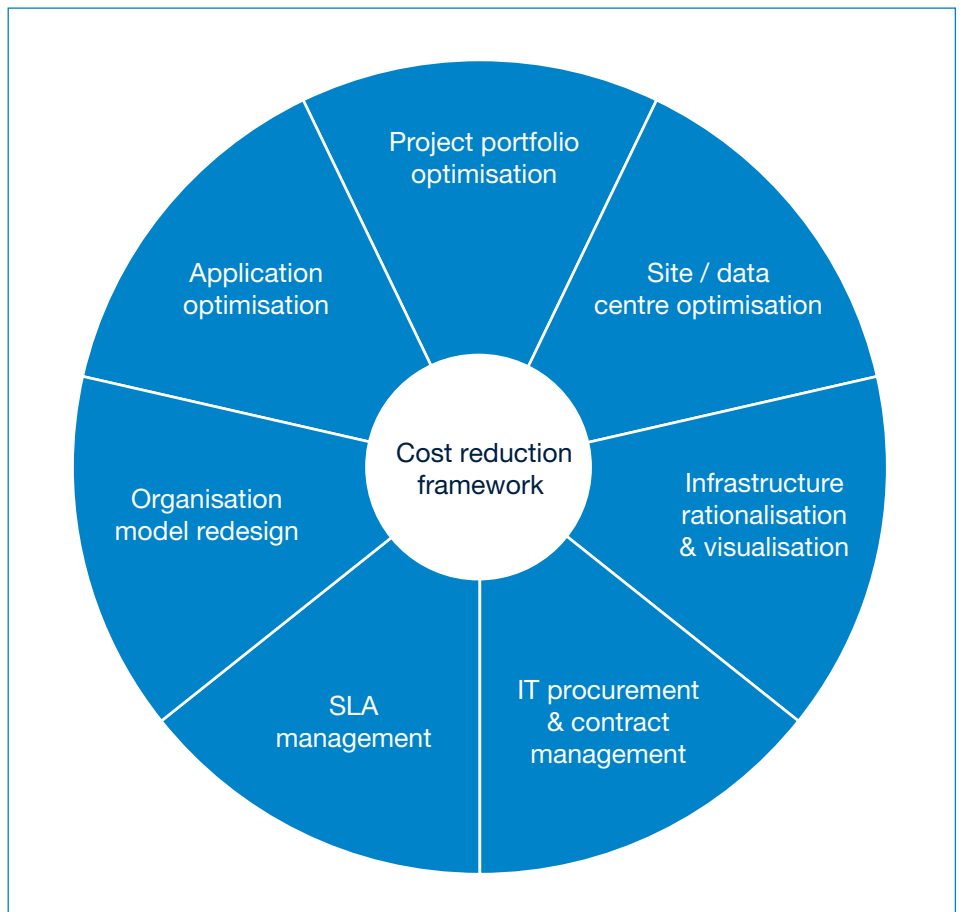 Project portfolio
optimisation
Site / data
centre optimisation
Infrastructure
rationalisation
& visualisation
IT procurement
& contract
management
SLA
management
Organisation
model redesign
Application
optimisation
Cost reduction
framework